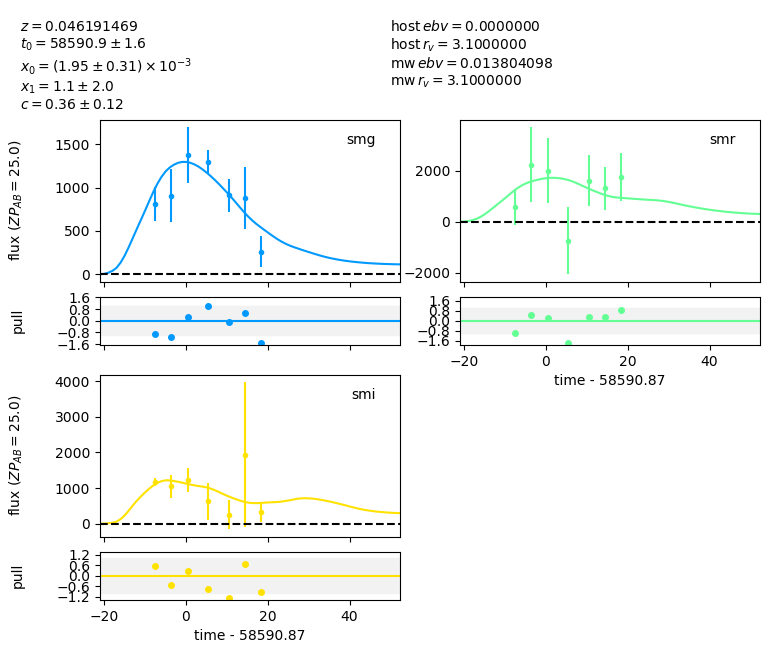 z = 0.046191469
t₀ = 58590.9 ± 1.6
x₀ = (1.95 ± 0.31) × 10⁻³
x₁ = 1.1 ± 2.0
c = 0.36 ± 0.12
host ebv = 0.0000000
host r_v = 3.1000000
mw ebv = 0.013804098
mw r_v = 3.1000000
smg
flux (ZP_AB = 25.0)
1500
1000
500
0
pull
1.6
0.8
0.0
−0.8
−1.6
smr
2000
0
−2000
1.6
0.8
0.0
−0.8
−1.6
−20 0 20 40
time - 58590.87
smi
flux (ZP_AB = 25.0)
4000
3000
2000
1000
0
pull
1.2
0.6
0.0
−0.6
−1.2
−20 0 20 40
time - 58590.87